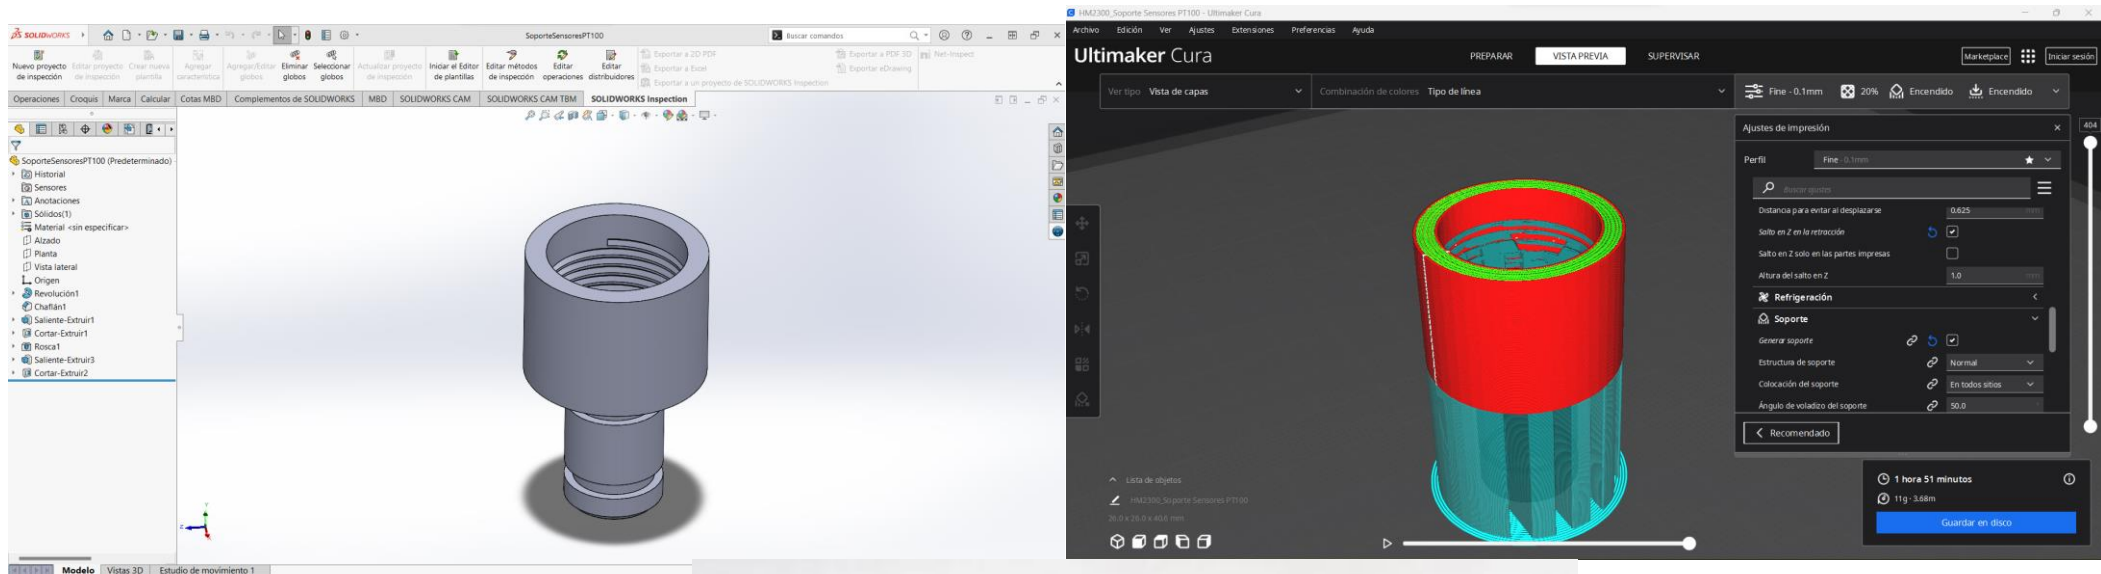 SOLIDWORKS
SoporteSensoresPT100
Buscar comandos
Nuevo proyecto de inspección
Editar proyecto de inspección
Crear nueva plantilla
Agregar característica
Agregar/Editar globos
Eliminar globos
Seleccionar globos
Actualizar proyecto de inspección
Iniciar el Editor de plantillas
Editar métodos de inspección
Editar operaciones
Editar distribuidores
Exportar a 2D PDF
Exportar a Excel
Exportar a un proyecto de SOLIDWORKS Inspection
Exportar a PDF 3D
Exportar eDrawing
Net-Inspect
Operaciones
Croquis
Marca
Calcular
Cotas MBD
Complementos de SOLIDWORKS
MBD
SOLIDWORKS CAM
SOLIDWORKS CAM TBM
SOLIDWORKS Inspection
SoporteSensoresPT100 (Predeterminado)
Historial
Sensores
Anotaciones
Sólidos(1)
Material <sin especificar>
Alzado
Planta
Vista lateral
Origen
Revolución1
Chaflán1
Saliente-Extruir1
Cortar-Extruir1
Rosca1
Saliente-Extruir3
Cortar-Extruir2
Modelo
Vistas 3D
Estudio de movimiento 1
HM2300_Soporte Sensores PT100 - Ultimaker Cura
Archivo Edición Ver Ajustes Extensiones Preferencias Ayuda
Ultimaker Cura
PREPARAR
VISTA PREVIA
SUPERVISAR
Marketplace
Iniciar sesión
Ver tipo Vista de capas
Combinación de colores Tipo de línea
Fine - 0.1mm
20%
Encendido
Encendido
404
Ajustes de impresión
Perfil
Fine - 0.1mm
Buscar ajustes
Distancia para evitar al desplazarse 0.625 mm
Salto en Z en la retracción
Salto en Z solo en las partes impresas
Altura del salto en Z 1.0 mm
Refrigeración
Soporte
Generar soporte
Estructura de soporte Normal
Colocación del soporte En todos sitios
Ángulo de voladizo del soporte 50.0
Recomendado
Lista de objetos
HM2300_Soporte Sensores PT100
1 hora 51 minutos
11g · 3.68m
Guardar en disco